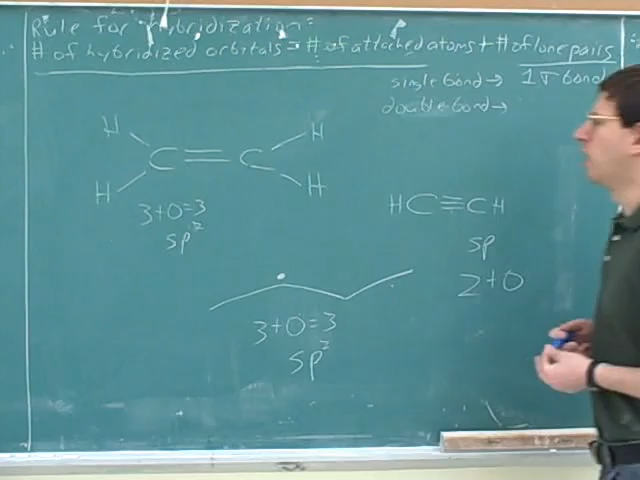 Rule for Hybridization:
# of hybridized orbitals = # of attached atoms + # of lone pairs
single bond → 1 σ bond
double bond →
H H
C = C
H H
3+0=3
sp²
HC≡CH
sp
2+0
3+0=3
sp²